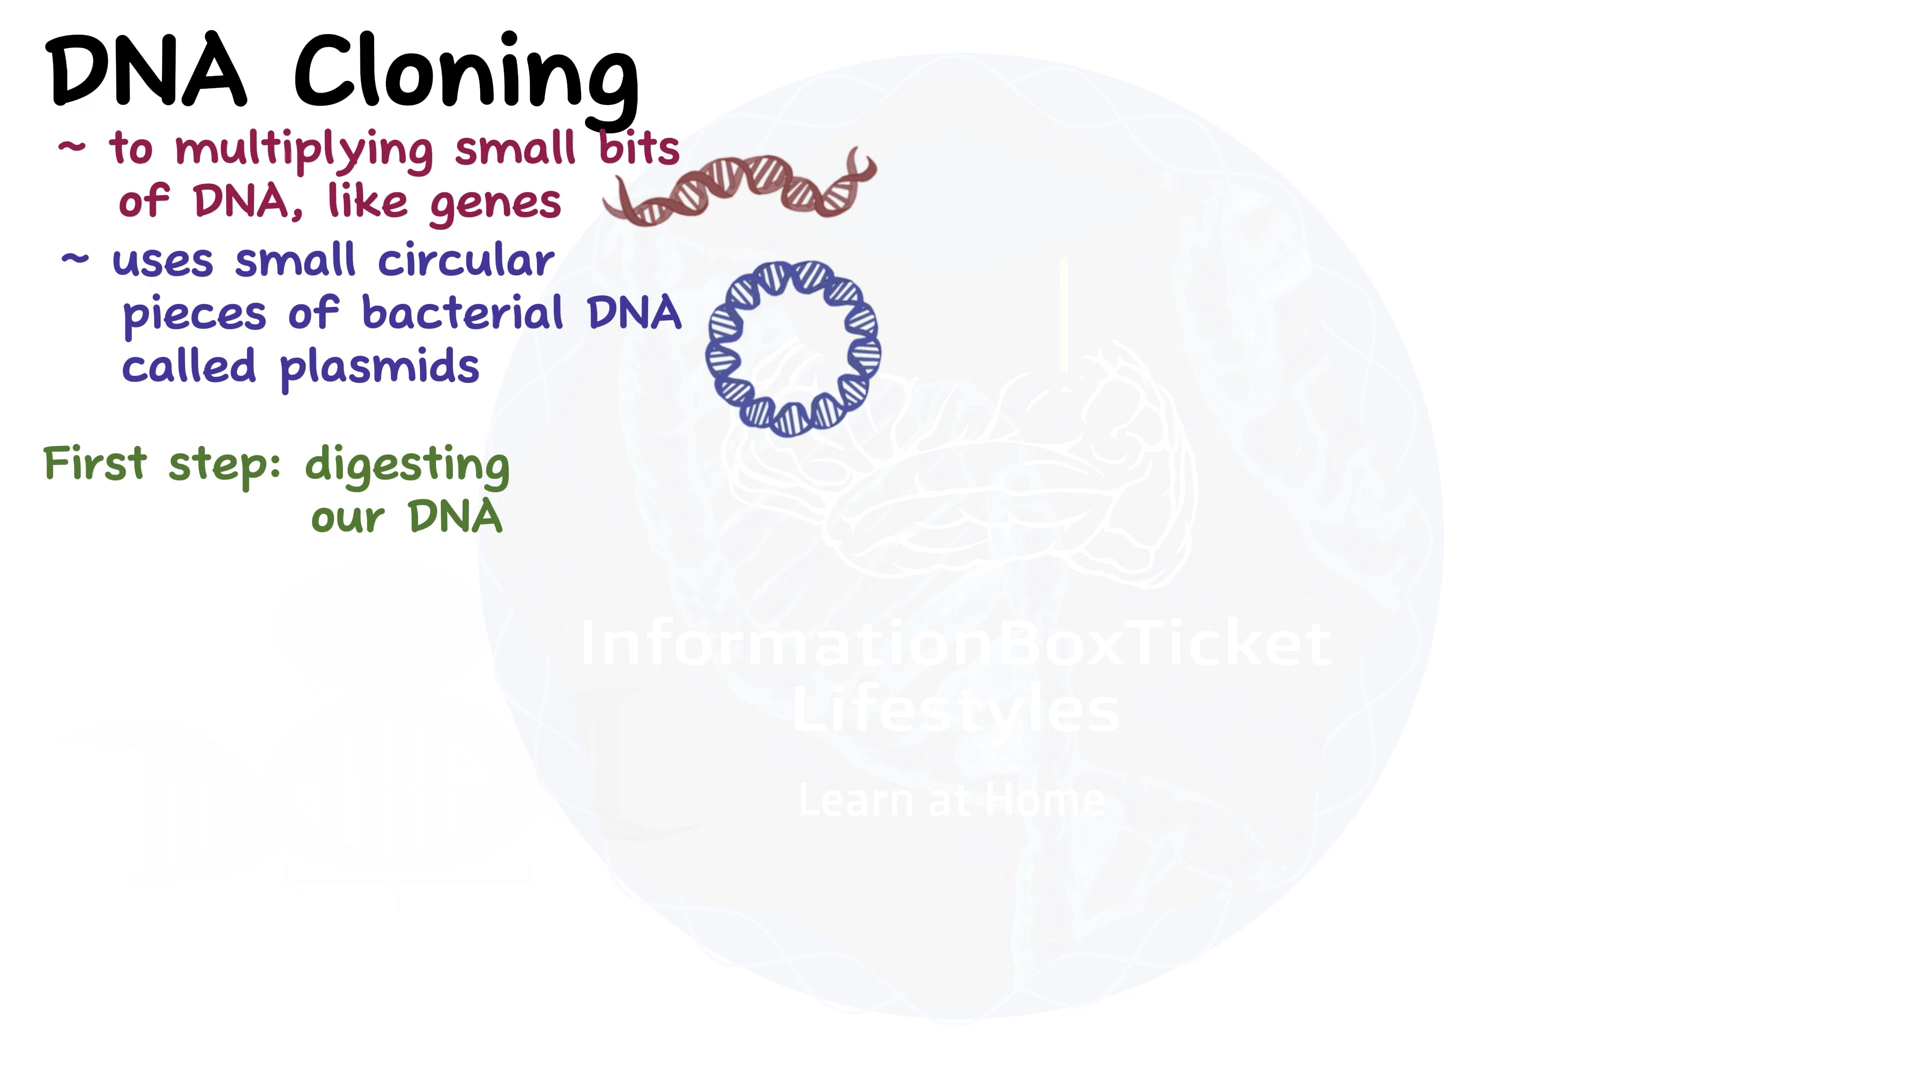 DNA Cloning
~ to multiplying small bits
of DNA, like genes
~ uses small circular
pieces of bacterial DNA
called plasmids
First step: digesting
our DNA
InformationBoxTicket
Lifestyles
Learn at Home